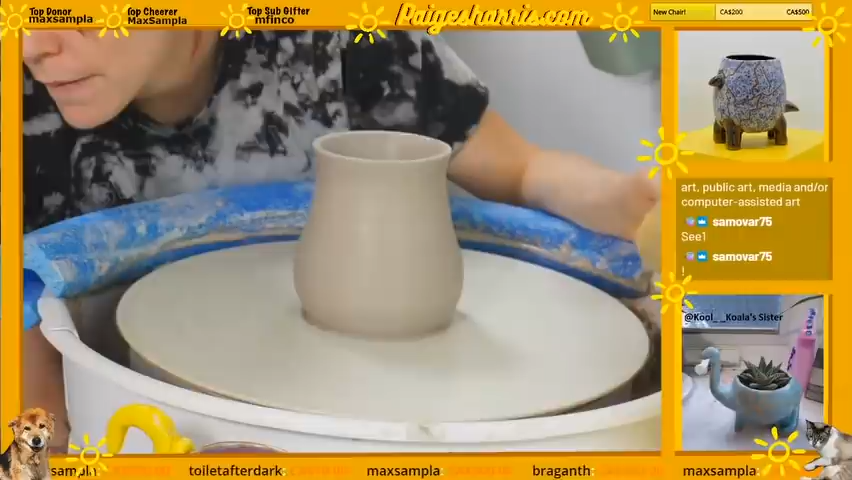 Top Donor
maxsampla
Top Cheerer
MaxSampla
Top Sub Gifter
mfinco
Paigesharris.com
New Chair!
CA$200
CA$500
art, public art, media and/or
computer-assisted art
samovar75
See1
samovar75
!
@Kool__Koala's Sister
sampla
toiletafterdark:
maxsampla:
braganth:
maxsampla: